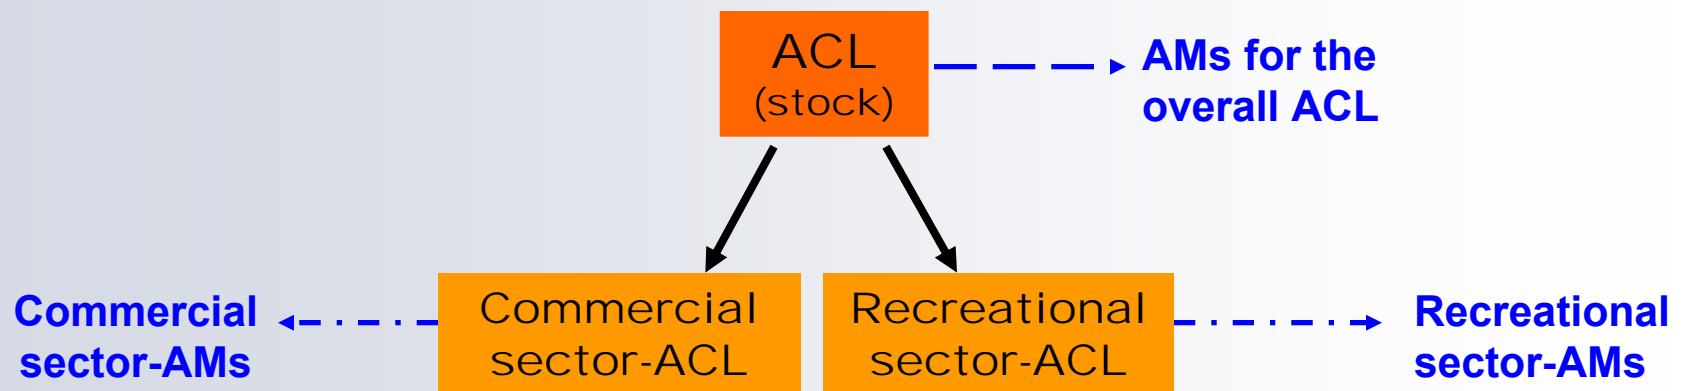 ACL
(stock)
AMs for the
overall ACL
Commercial
sector-AMs
Commercial
sector-ACL
Recreational
sector-ACL
Recreational
sector-AMs